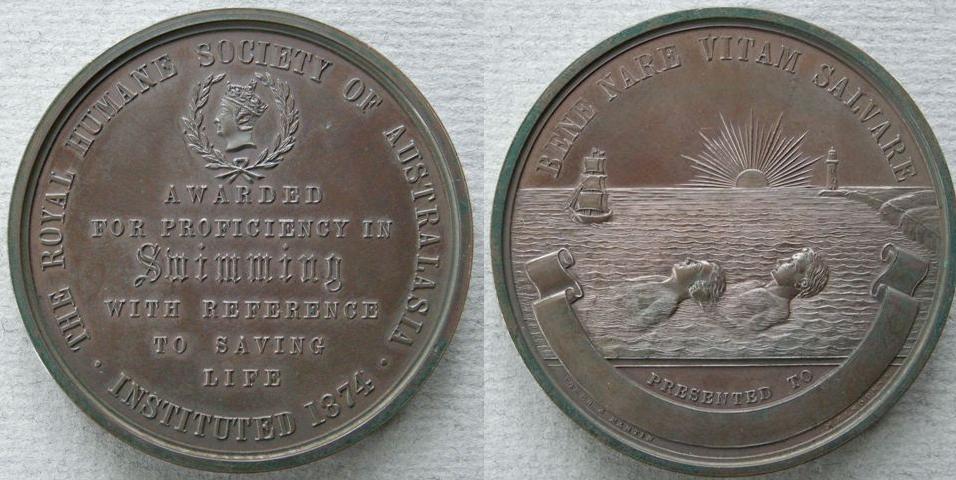 THE ROYAL HUMANE SOCIETY OF AUSTRALASIA
AWARDED
FOR PROFICIENCY IN
Swimming
WITH REFERENCE
TO SAVING
LIFE
· INSTITUTED 1874 ·
BENE NARE VITAM SALVARE
PRESENTED TO